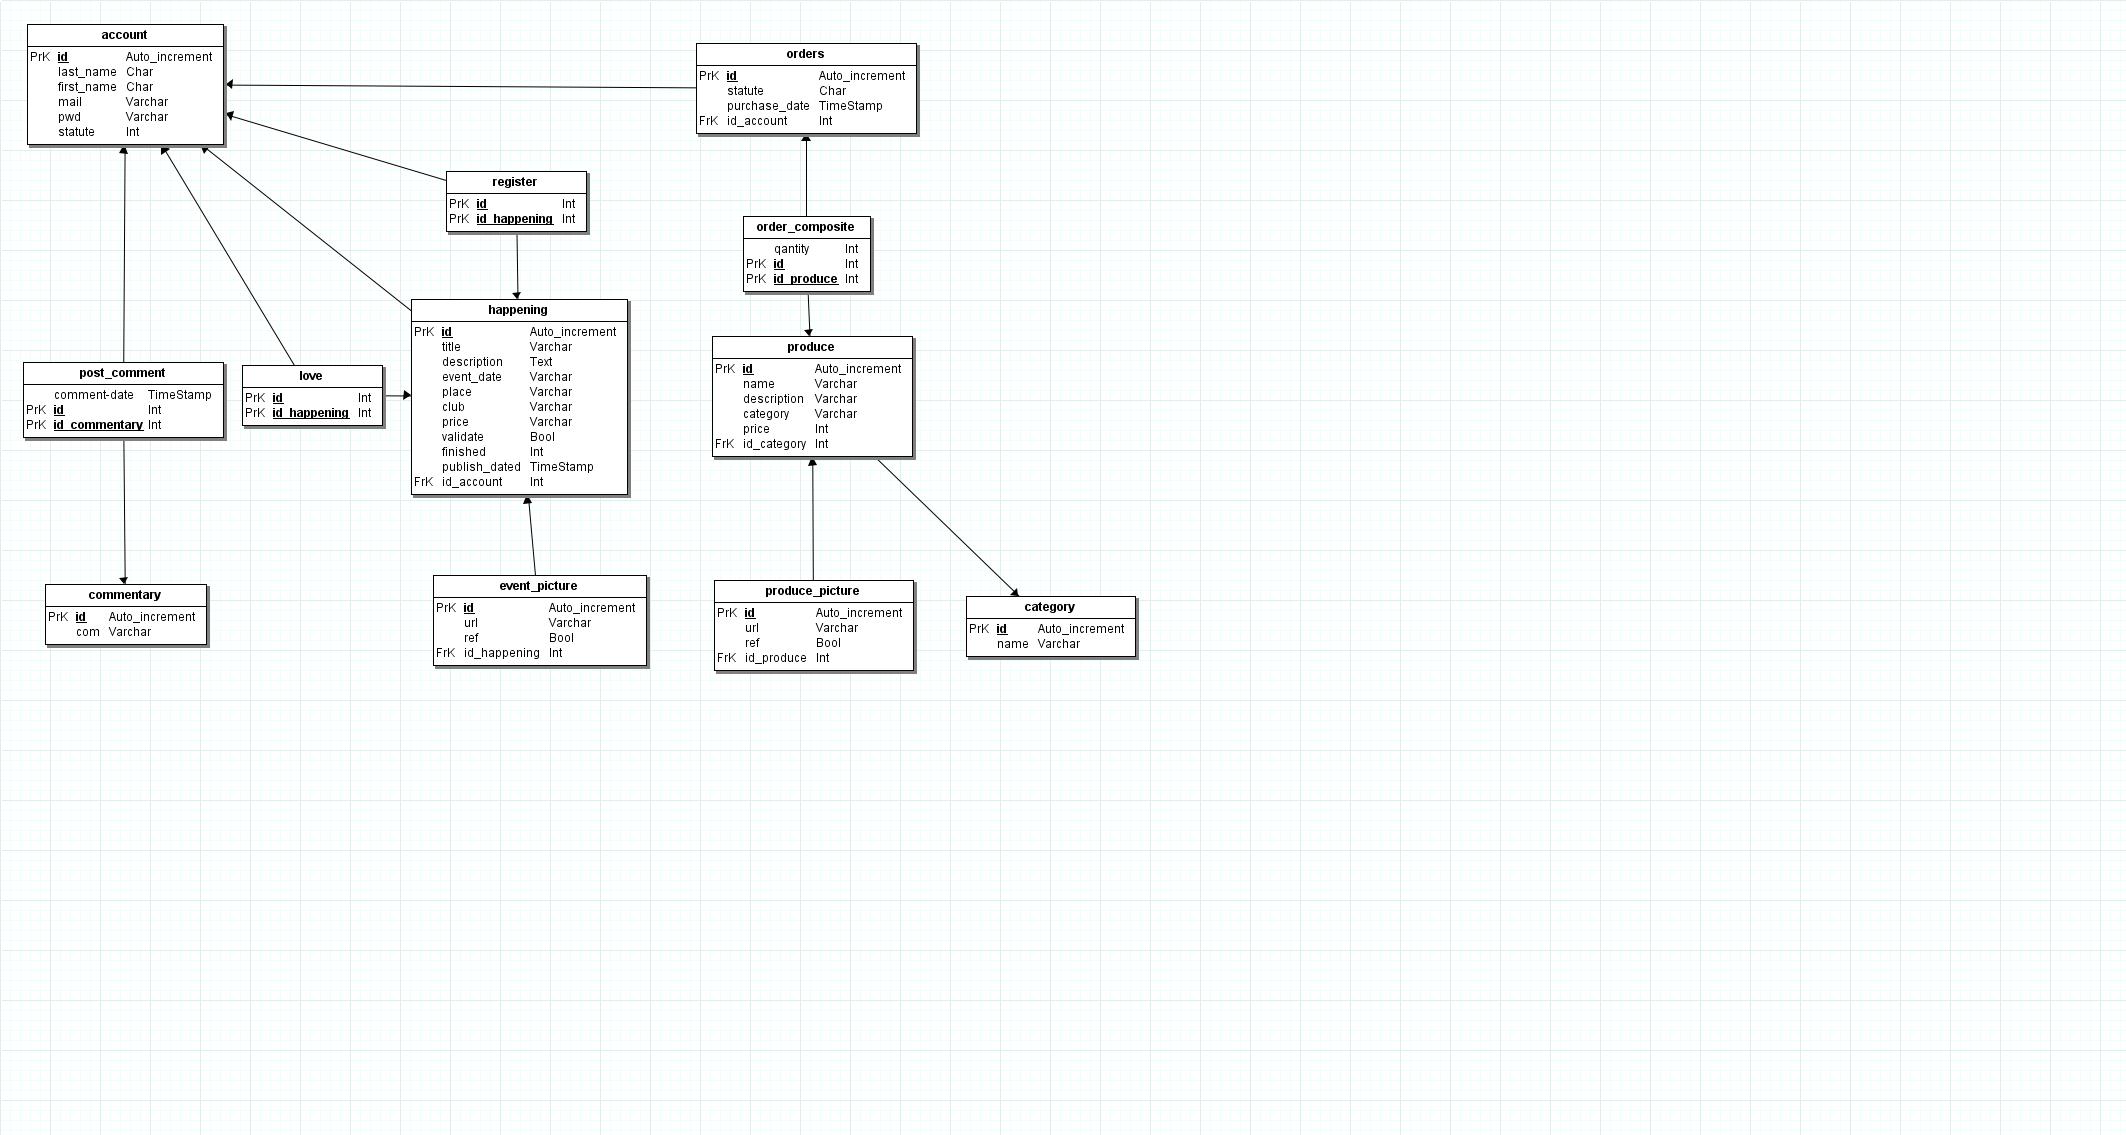 account
PrK id Auto_increment
last_name Char
first_name Char
mail Varchar
pwd Varchar
statute Int
orders
PrK id Auto_increment
statute Char
purchase_date TimeStamp
FrK id_account Int
register
PrK id Int
PrK id_happening Int
order_composite
qantity Int
PrK id Int
PrK id_produce Int
happening
PrK id Auto_increment
title Varchar
description Text
event_date Varchar
place Varchar
club Varchar
price Varchar
validate Bool
finished Int
publish_dated TimeStamp
FrK id_account Int
produce
PrK id Auto_increment
name Varchar
description Varchar
category Varchar
price Int
FrK id_category Int
post_comment
comment-date TimeStamp
PrK id Int
PrK id_commentary Int
love
PrK id Int
PrK id_happening Int
commentary
PrK id Auto_increment
com Varchar
event_picture
PrK id Auto_increment
url Varchar
ref Bool
FrK id_happening Int
produce_picture
PrK id Auto_increment
url Varchar
ref Bool
FrK id_produce Int
category
PrK id Auto_increment
name Varchar